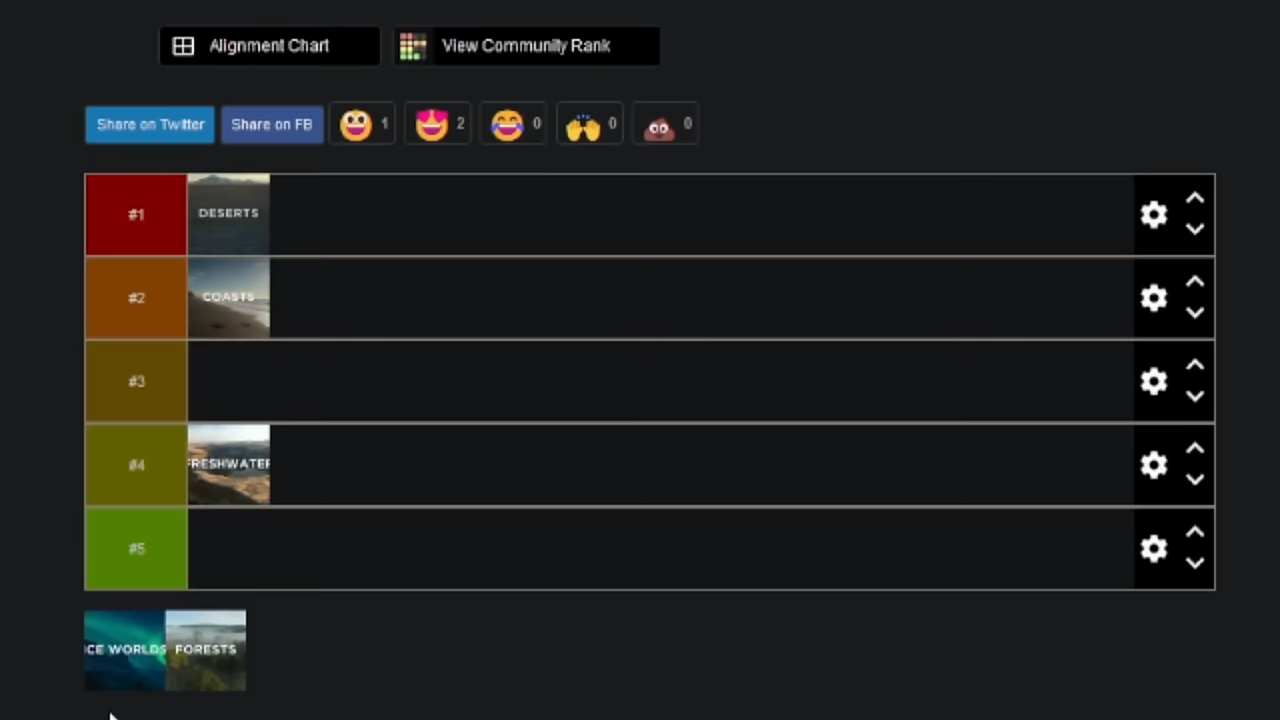 Alignment Chart
View Community Rank
Share on Twitter
Share on FB
1
2
0
0
0
#1
DESERTS
#2
COASTS
#3
#4
FRESHWATER
#5
ICE WORLDS
FORESTS